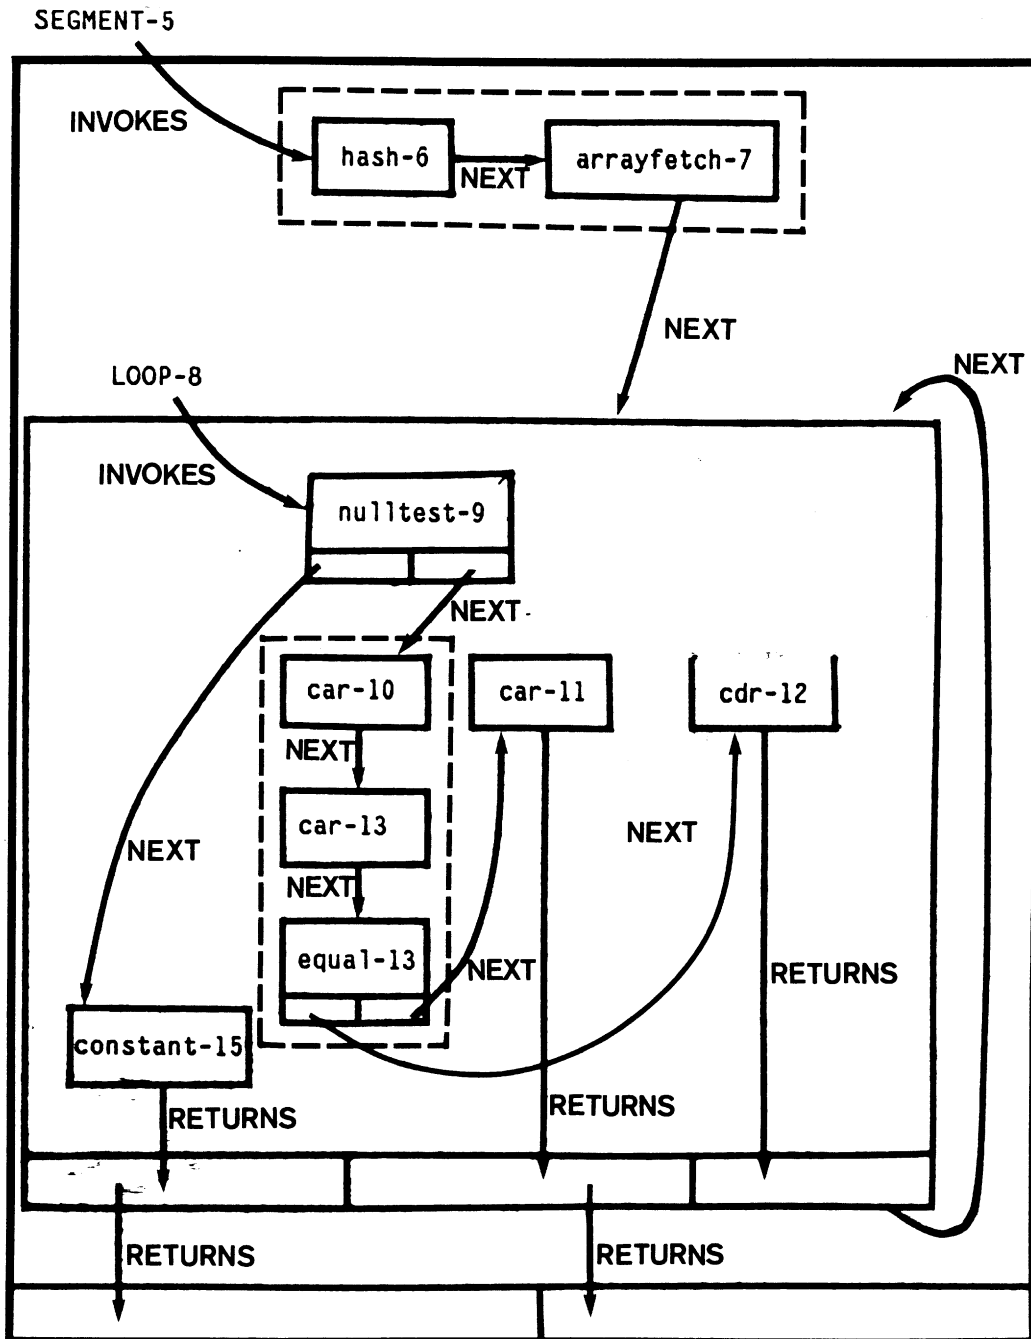 SEGMENT-5
INVOKES
hash-6
NEXT
arrayfetch-7
NEXT
NEXT
LOOP-8
INVOKES
nulltest-9
NEXT
car-10
car-11
cdr-12
NEXT
car-13
NEXT
NEXT
NEXT
equal-13
NEXT
RETURNS
constant-15
RETURNS
RETURNS
RETURNS
RETURNS